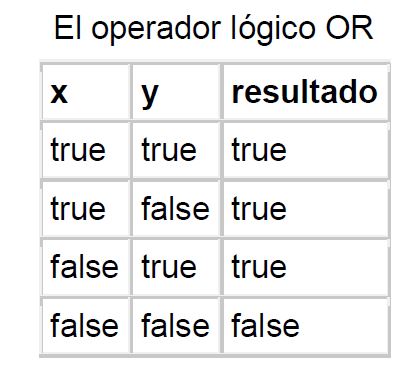 El operador lógico OR
x y resultado
true true true
true false true
false true true
false false false